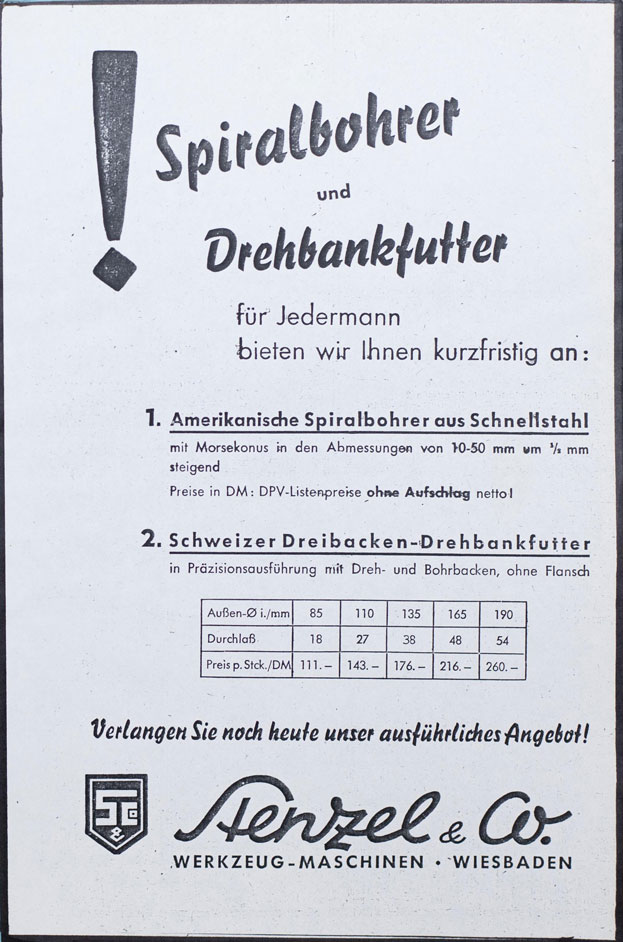 !
Spiralbohrer
und
Drehbankfutter
für Jedermann
bieten wir Ihnen kurzfristig an:
1. Amerikanische Spiralbohrer aus Schnellstahl
mit Morsekonus in den Abmessungen von 10-50 mm um mm
steigend
Preise in DM: DPV-Listenpreise ohne Aufschlag netto!
2. Schweizer Dreibacken-Drehbankfutter
in Präzisionsausführung mit Dreh- und Bohrbacken, ohne Flansch
Außen-Ø i./mm 85 110 135 165 190
Durchlaß 18 27 38 48 54
Preis p. Stck./DM 111.– 143.– 176.– 216.– 260.–
Verlangen Sie noch heute unser ausführliches Angebot!
SCo
&
Stenzel & Co.
WERKZEUG-MASCHINEN • WIESBADEN